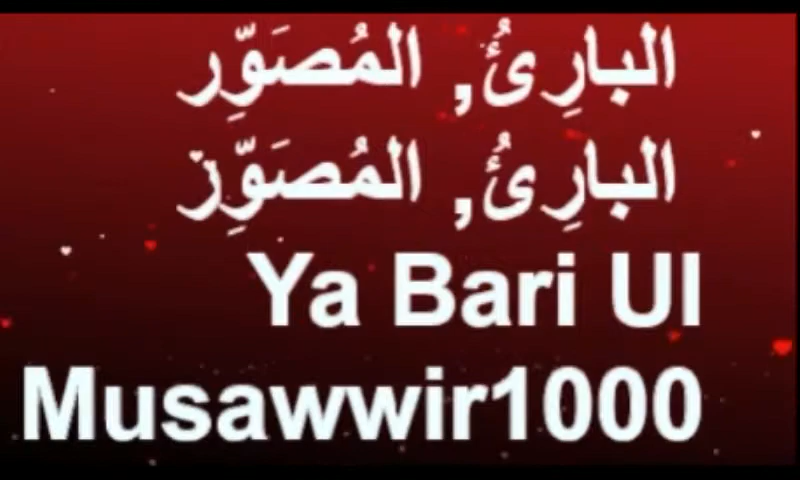 البارِئُ, المُصَوِّر
البارِئُ, المُصَوِّر
Ya Bari Ul
Musawwir1000